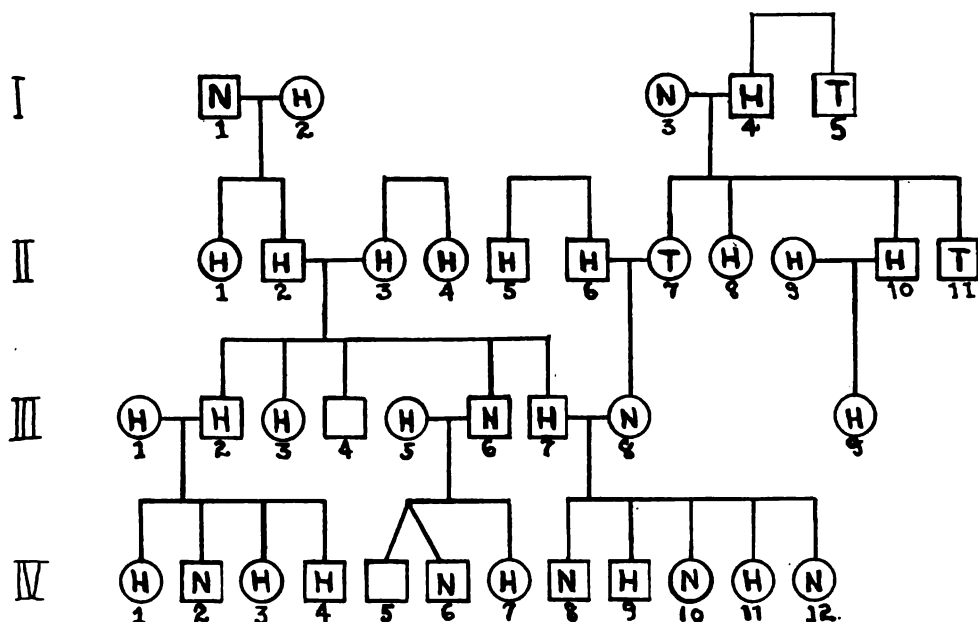 I
N H N H T
1 2 3 4 5
II
H H H H H H T H H H T
1 2 3 4 5 6 7 8 9 10 11
III
H H H H N H N H
1 2 3 4 5 6 7 8 9
IV
H N H H N H N H N H N
1 2 3 4 5 6 7 8 9 10 11 12.